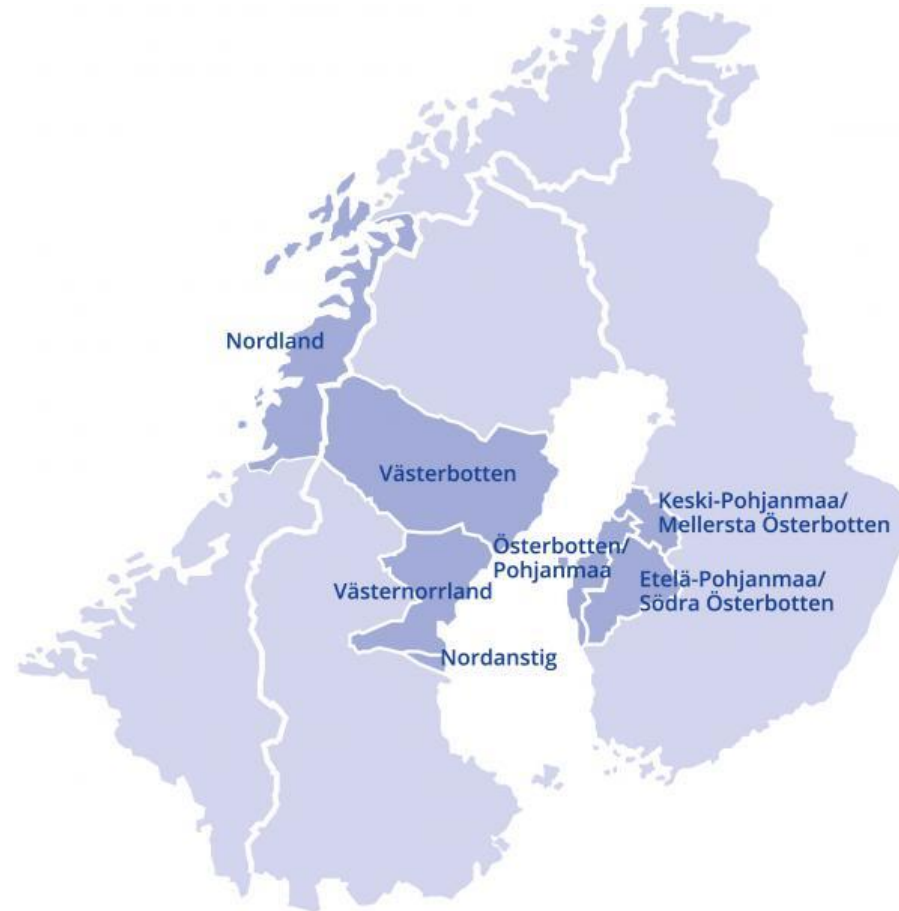 Nordland
Västerbotten
Keski-Pohjanmaa/
Mellersta Österbotten
Österbotten/
Pohjanmaa
Etelä-Pohjanmaa/
Södra Österbotten
Västernorrland
Nordanstig